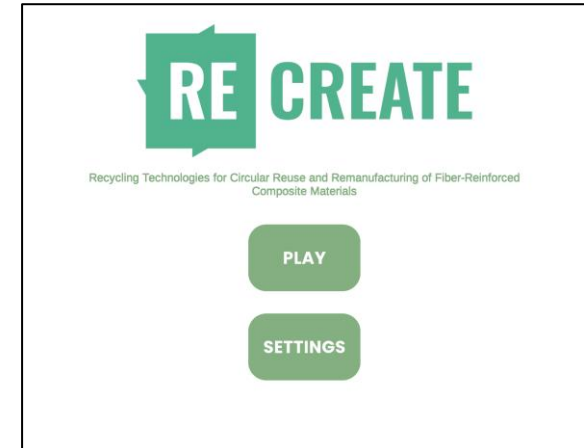 RE CREATE
Recycling Technologies for Circular Reuse and Remanufacturing of Fiber-Reinforced
Composite Materials
PLAY
SETTINGS